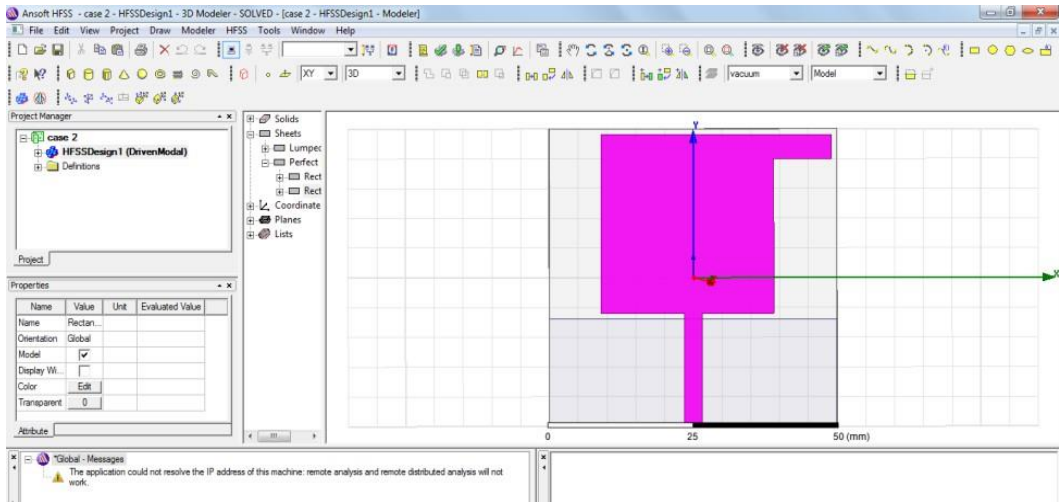 Ansoft HFSS - case 2 - HFSSDesign1 - 3D Modeler - SOLVED - [case 2 - HFSSDesign1 - Modeler]
File Edit View Project Draw Modeler HFSS Tools Window Help
XY 3D vacuum Model
Project Manager
case 2
HFSSDesign1 (DrivenModal)
Definitions
Project
Solids
Sheets
Lumped
Perfect
Rect
Rect
Coordinate
Planes
Lists
Properties
Name Value Unit Evaluated Value
Name Rectan...
Orientation Global
Model
Display Wi...
Color Edit
Transparent 0
Attribute
Y
X
0 25 50 (mm)
*Global - Messages
The application could not resolve the IP address of this machine: remote analysis and remote distributed analysis will not
work.